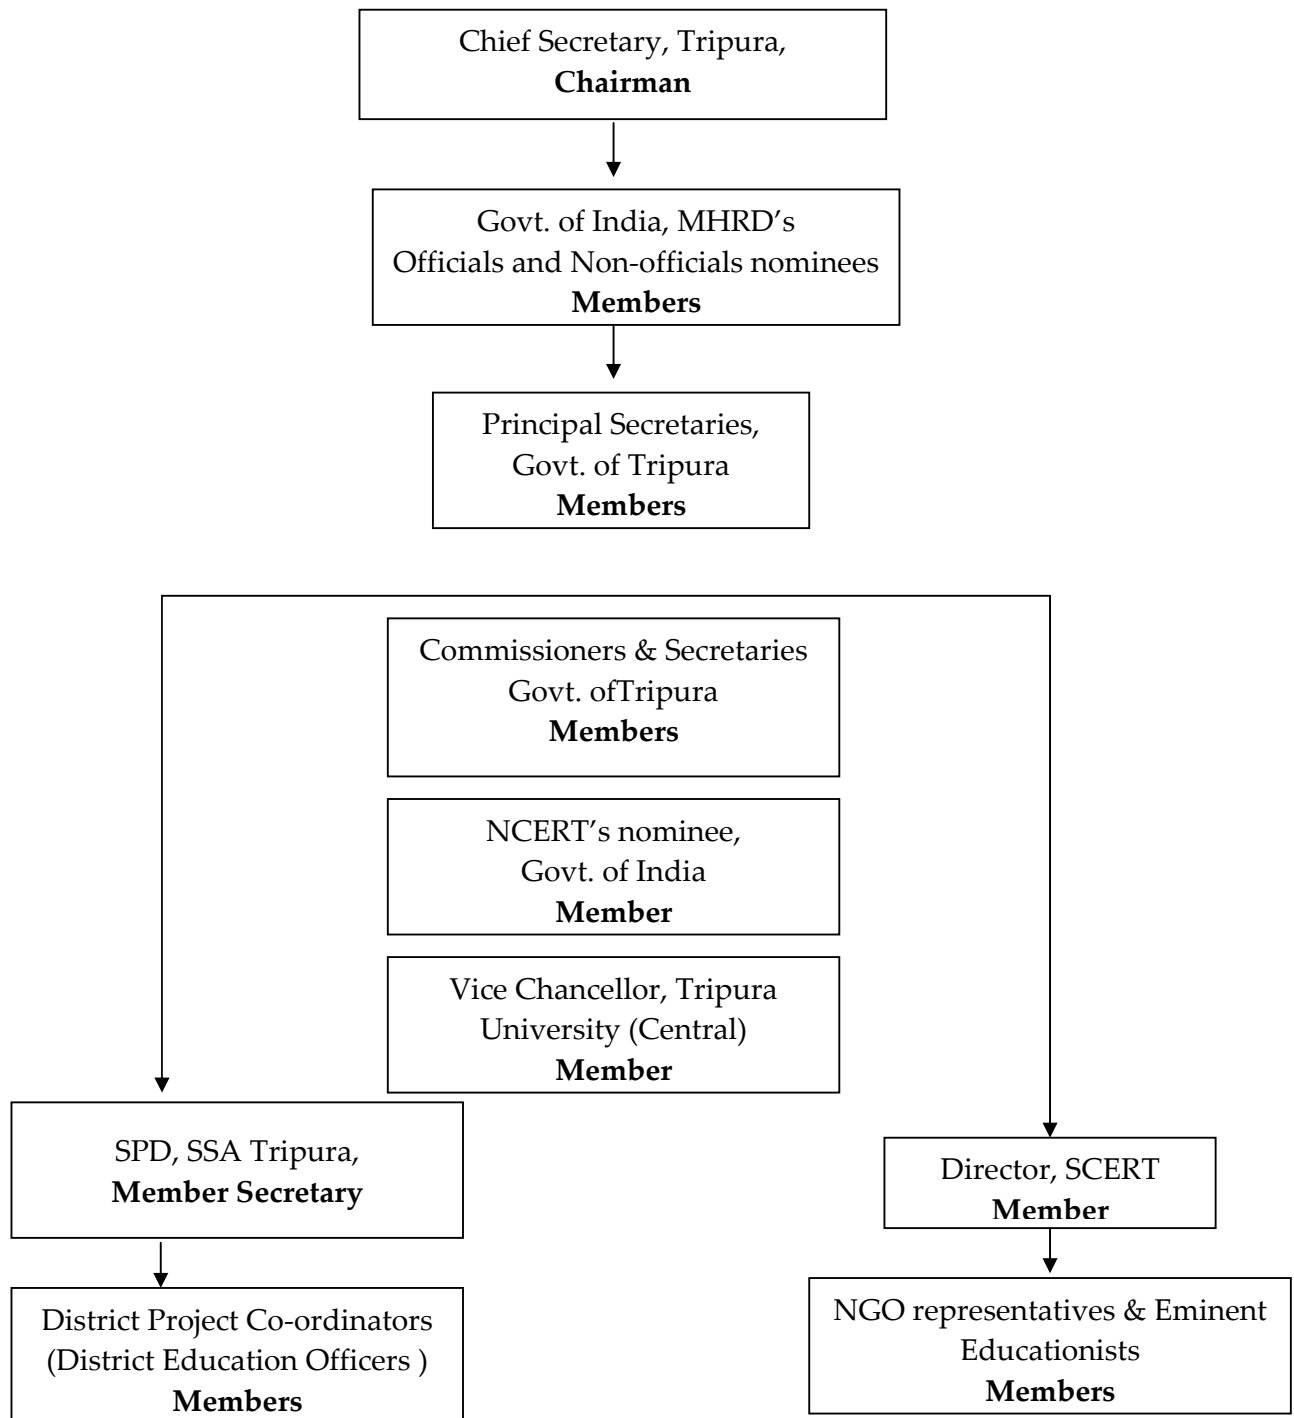 Chief Secretary, Tripura,
Chairman
Govt. of India, MHRD’s
Officials and Non-officials nominees
Members
Principal Secretaries,
Govt. of Tripura
Members
Commissioners & Secretaries
Govt. ofTripura
Members
NCERT’s nominee,
Govt. of India
Member
Vice Chancellor, Tripura
University (Central)
Member
SPD, SSA Tripura,
Member Secretary
District Project Co-ordinators
(District Education Officers )
Members
Director, SCERT
Member
NGO representatives & Eminent
Educationists
Members